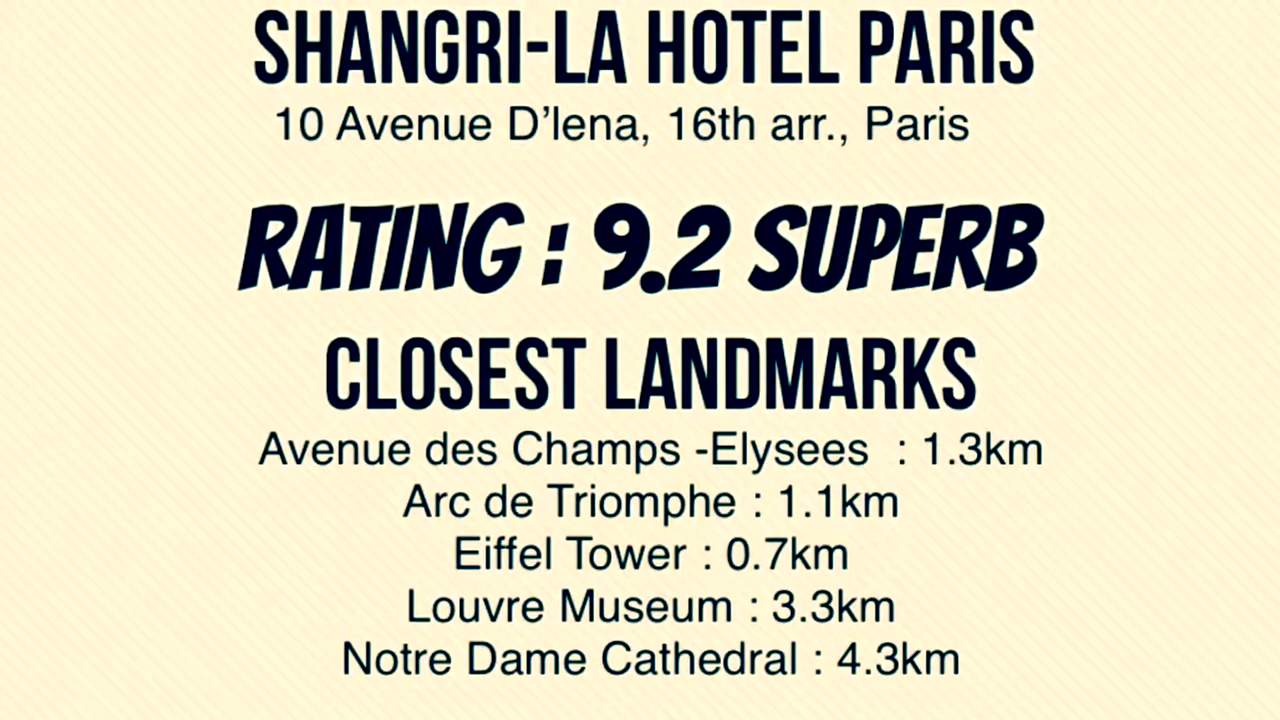 SHANGRI-LA HOTEL PARIS
10 Avenue D’Iena, 16th arr., Paris
RATING : 9.2 SUPERB
CLOSEST LANDMARKS
Avenue des Champs -Elysees : 1.3km
Arc de Triomphe : 1.1km
Eiffel Tower : 0.7km
Louvre Museum : 3.3km
Notre Dame Cathedral : 4.3km